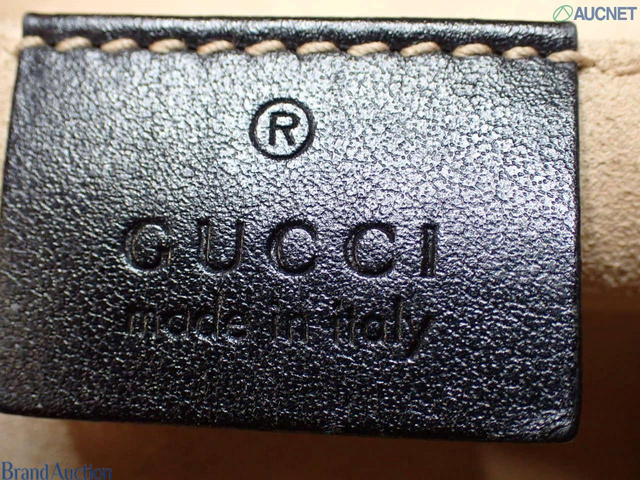 AUCNET
®
GUCCI
made in italy
Brand Auction